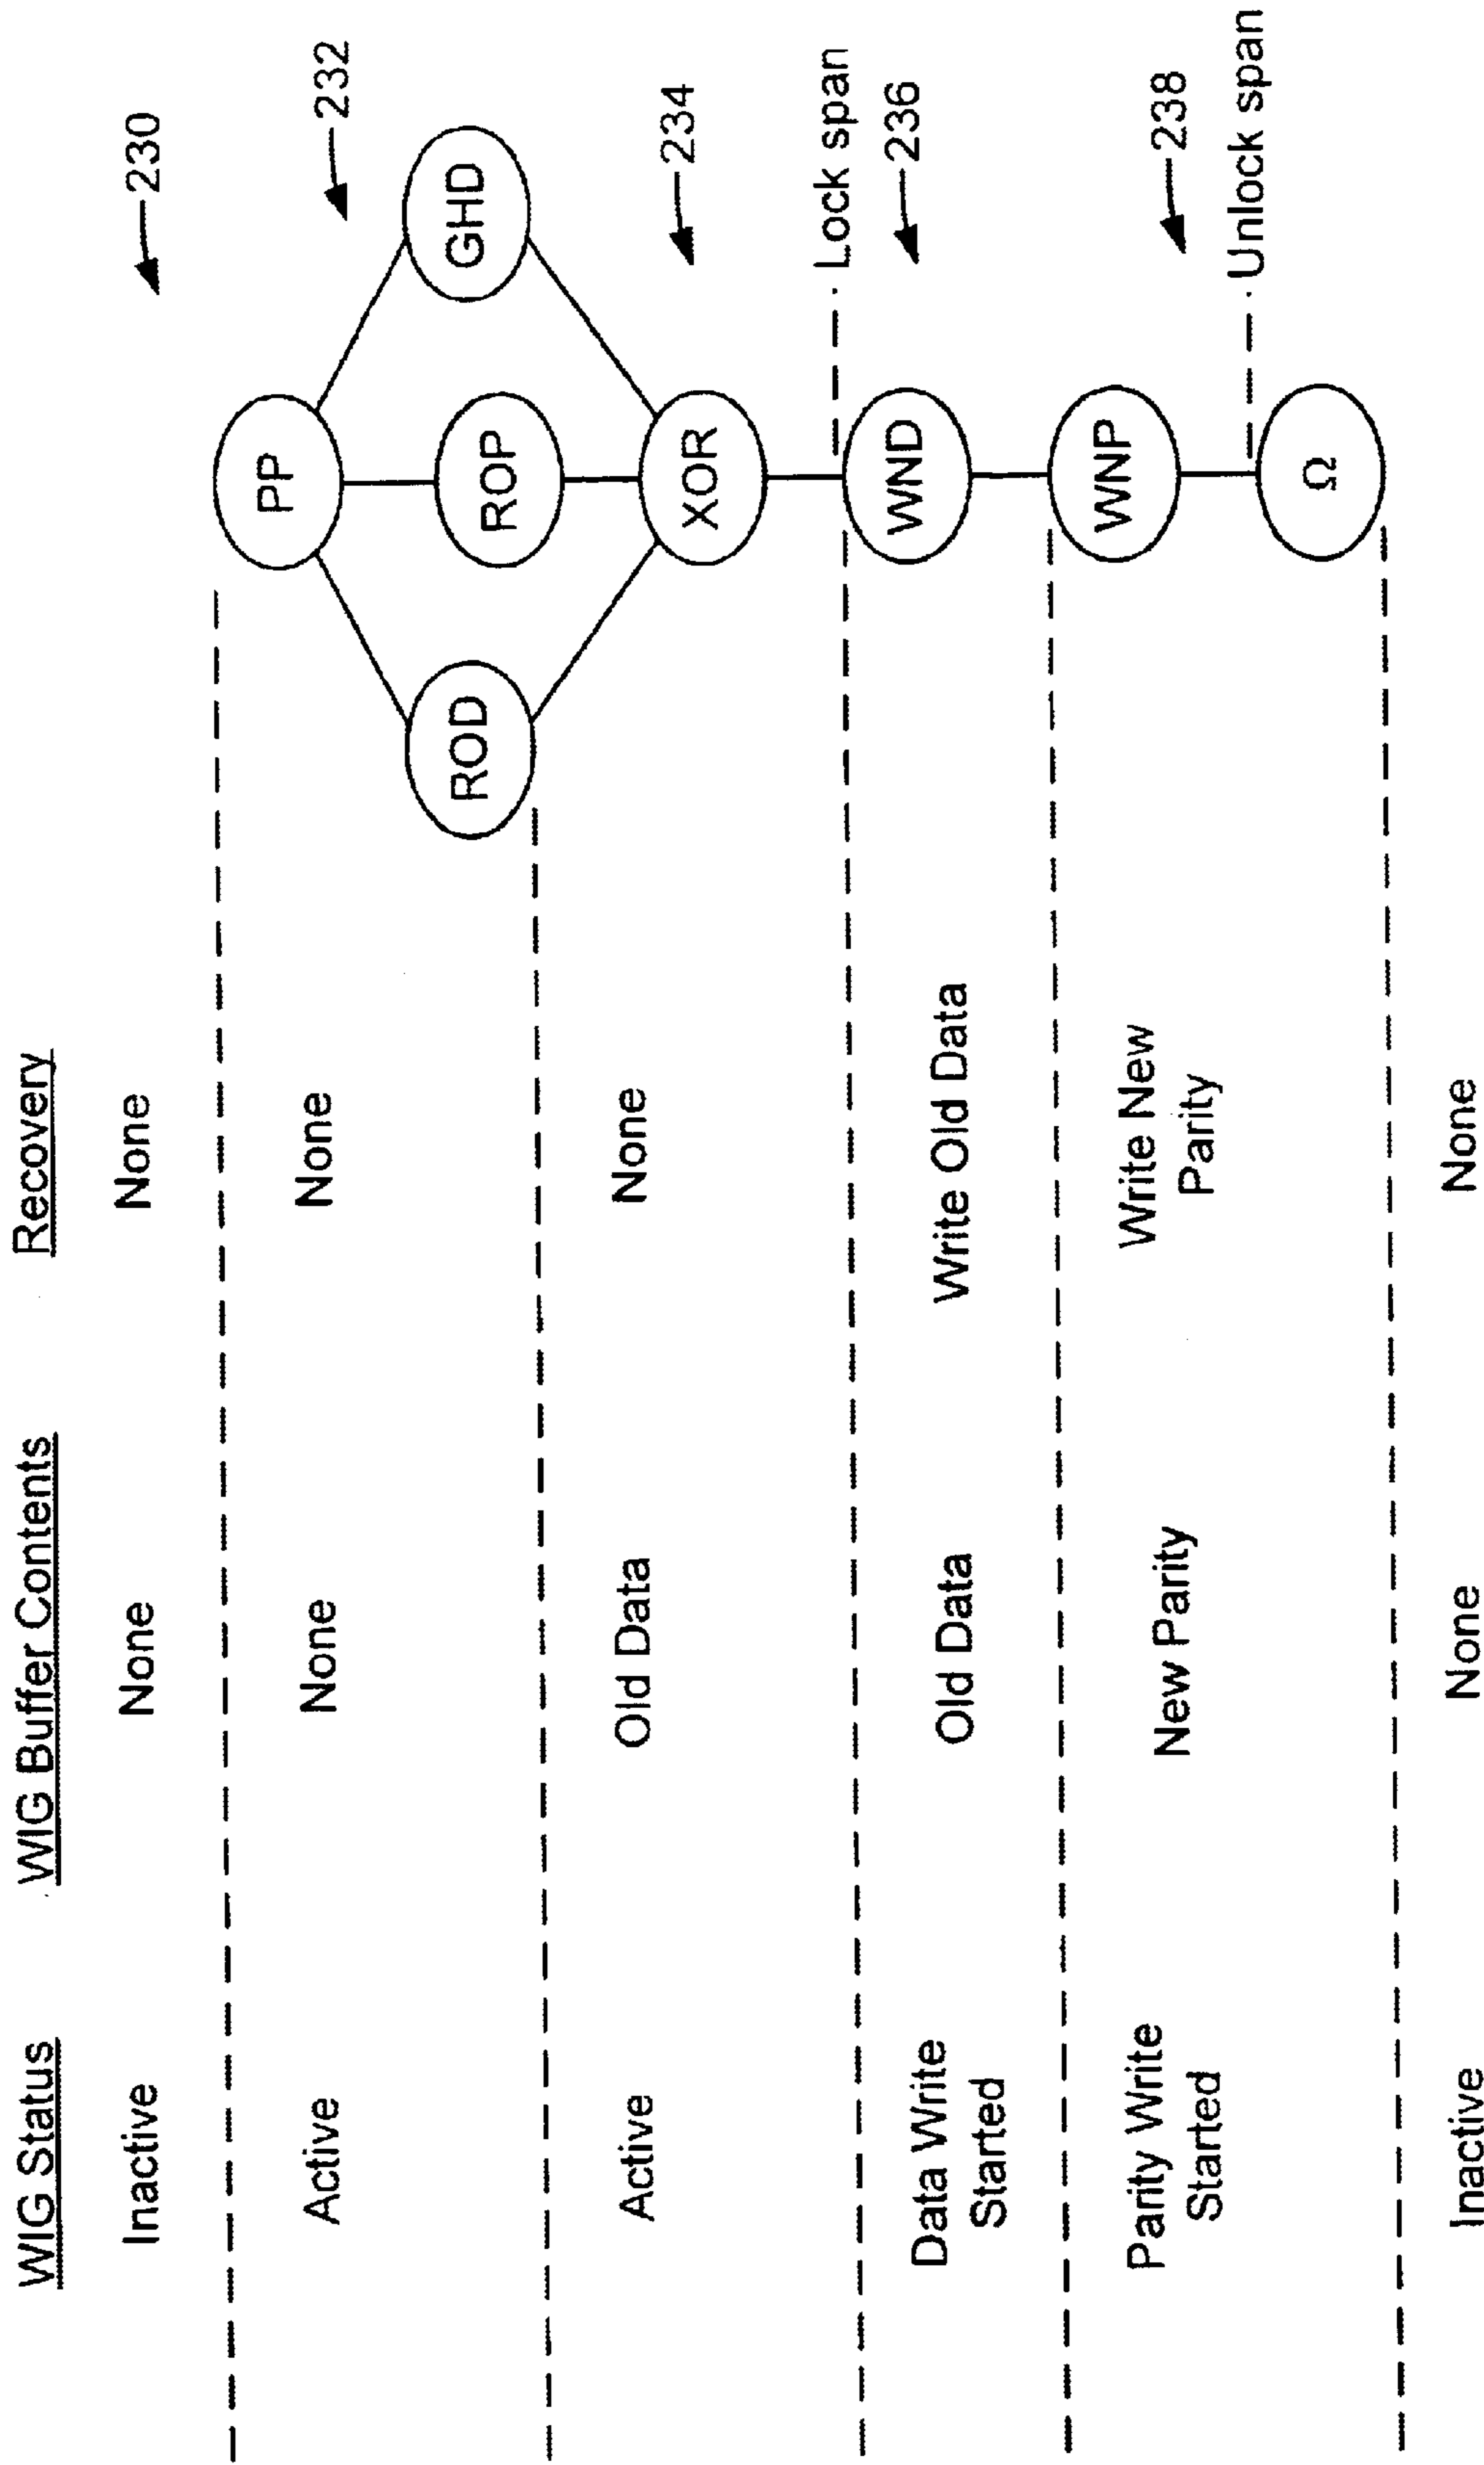 WIG Status WIG Buffer Contents Recovery
Inactive None None
230
PP
Active None None
232
ROD ROP GHD
Active Old Data None
XOR
234
Lock span
Data Write
Started
Old Data
Write Old Data
WND
236
Parity Write
Started
New Parity
Write New
Parity
WNP
238
Unlock span
Ω
Inactive None None